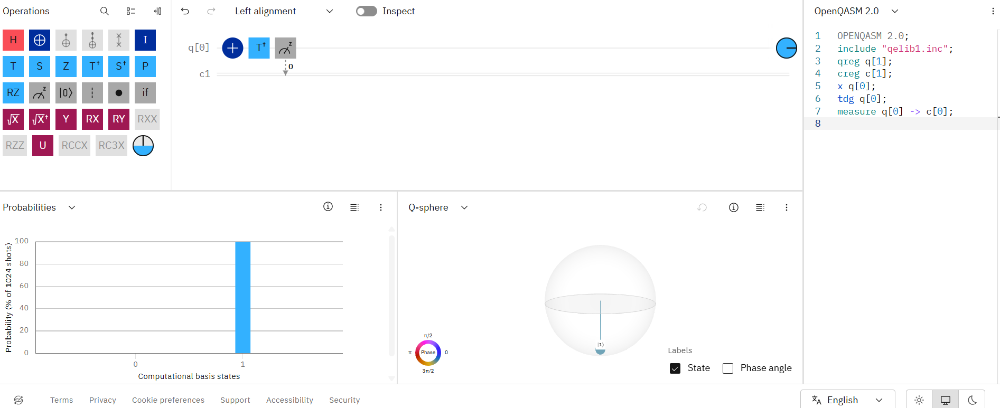 Operations
Left alignment
Inspect
OpenQASM 2.0
H
I
T S Z T† S† P
RZ z |0⟩ if
√X √X† Y RX RY RXX
RZZ U RCCX RC3X
q[0] T† z
0
c1
1 OPENQASM 2.0;
2 include "qelib1.inc";
3 qreg q[1];
4 creg c[1];
5 x q[0];
6 tdg q[0];
7 measure q[0] -> c[0];
8
Probabilities
Probability (% of 1024 shots)
100
80
60
40
20
0
0 1
Computational basis states
Q-sphere
|1⟩
π/2
π Phase 0
3π/2
Labels
State Phase angle
Terms Privacy Cookie preferences Support Accessibility Security
English